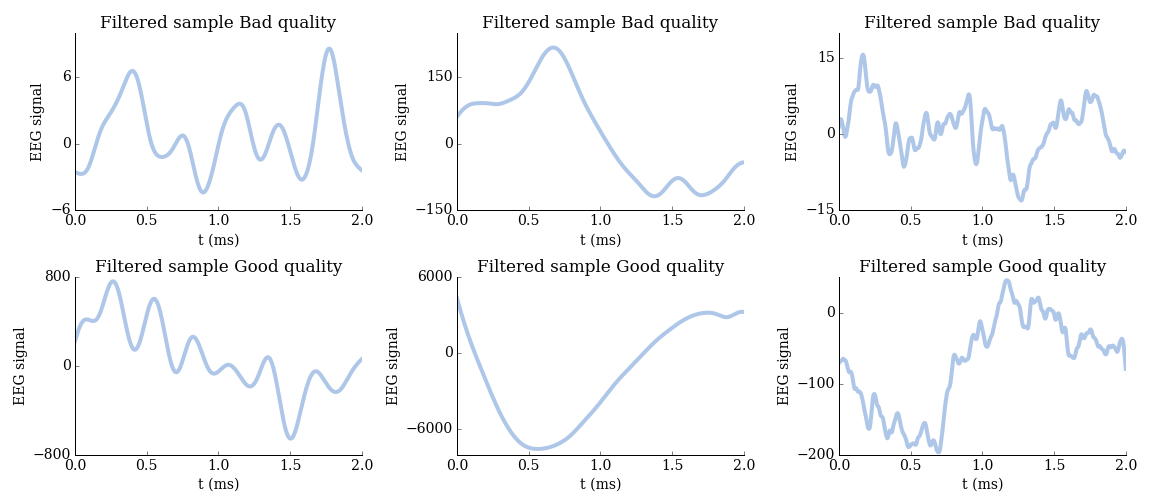 Filtered sample Bad quality
6
0
−6
EEG signal
0.0 0.5 1.0 1.5 2.0
t (ms)
Filtered sample Bad quality
150
0
−150
EEG signal
0.0 0.5 1.0 1.5 2.0
t (ms)
Filtered sample Bad quality
15
0
−15
EEG signal
0.0 0.5 1.0 1.5 2.0
t (ms)
Filtered sample Good quality
800
0
−800
EEG signal
0.0 0.5 1.0 1.5 2.0
t (ms)
Filtered sample Good quality
6000
0
−6000
EEG signal
0.0 0.5 1.0 1.5 2.0
t (ms)
Filtered sample Good quality
0
−100
−200
EEG signal
0.0 0.5 1.0 1.5 2.0
t (ms)